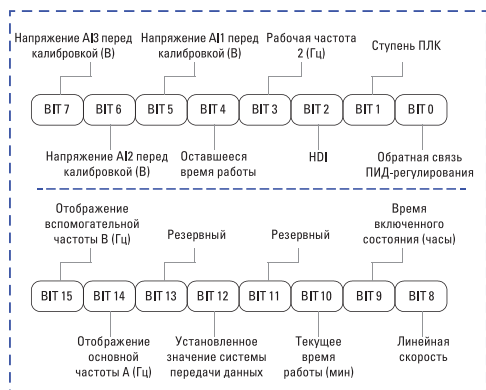 Напряжение AI3 перед калибровкой (В)
Напряжение AI1 перед калибровкой (В)
Рабочая частота 2 (Гц)
Ступень ПЛК
BIT 7 BIT 6 BIT 5 BIT 4 BIT 3 BIT 2 BIT 1 BIT 0
Напряжение AI2 перед калибровкой (В)
Оставшееся время работы
HDI
Обратная связь ПИД-регулирования
Отображение вспомогательной частоты B (Гц)
Резервный
Резервный
Время включенного состояния (часы)
BIT 15 BIT 14 BIT 13 BIT 12 BIT 11 BIT 10 BIT 9 BIT 8
Отображение основной частоты A (Гц)
Установленное значение системы передачи данных
Текущее время работы (мин)
Линейная скорость